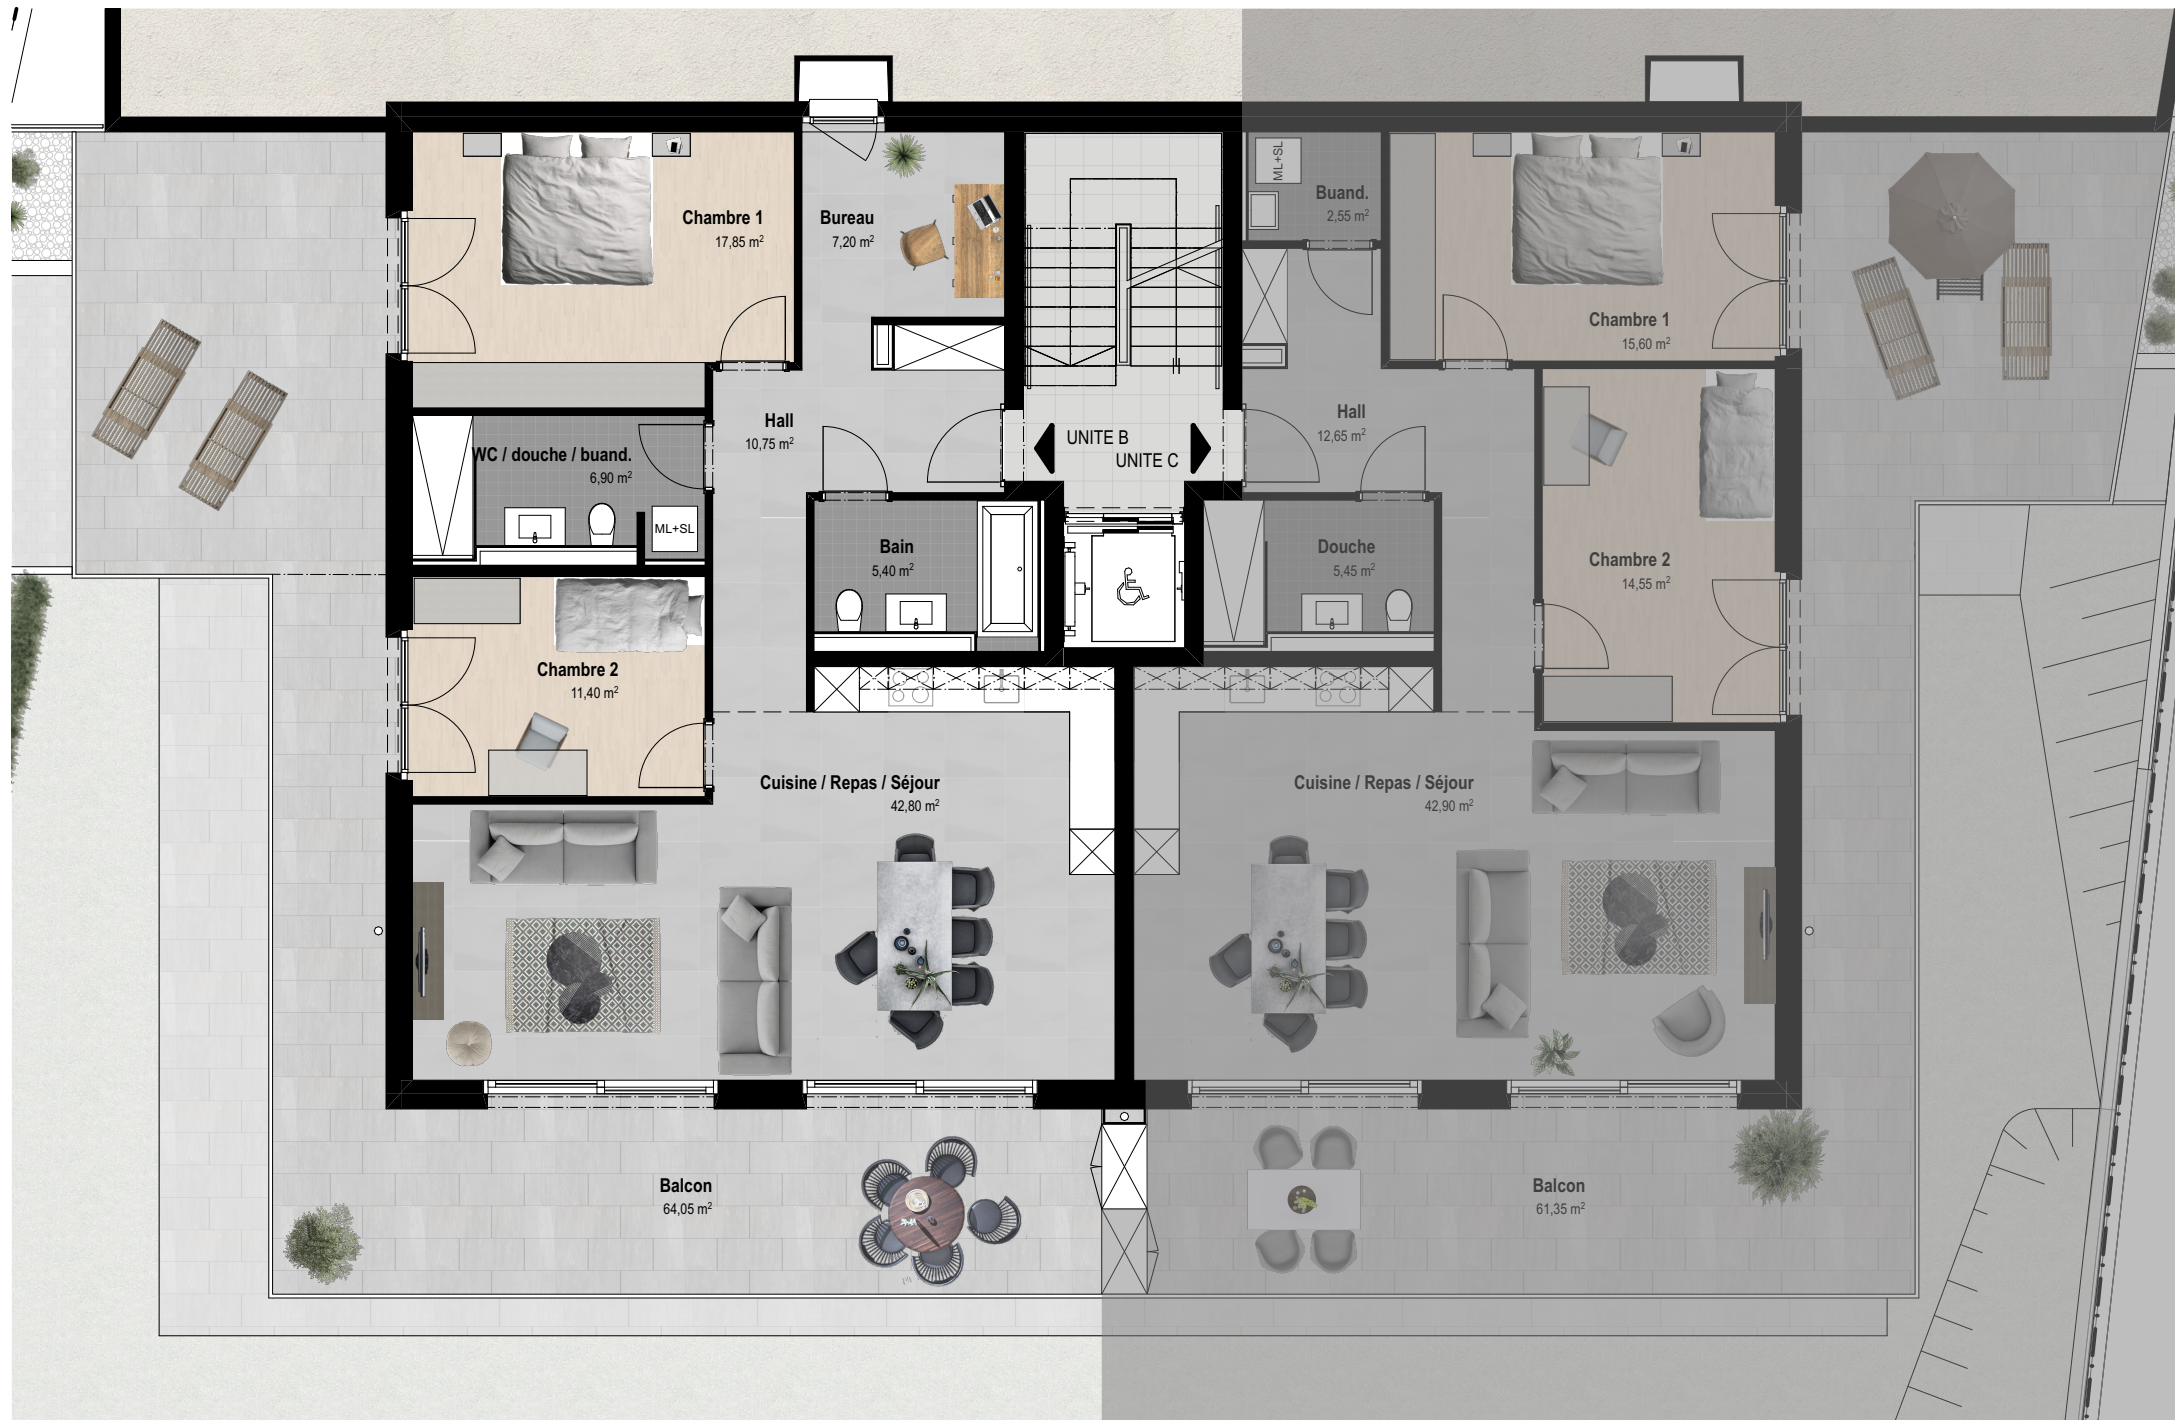 Chambre 1
17,85 m²
Bureau
7,20 m²
Hall
10,75 m²
WC / douche / buand.
6,90 m²
ML+SL
Bain
5,40 m²
Chambre 2
11,40 m²
Cuisine / Repas / Séjour
42,80 m²
Balcon
64,05 m²
UNITE B
UNITE C
ML+SL
Buand.
2,55 m²
Chambre 1
15,60 m²
Hall
12,65 m²
Douche
5,45 m²
Chambre 2
14,55 m²
Cuisine / Repas / Séjour
42,90 m²
Balcon
61,35 m²